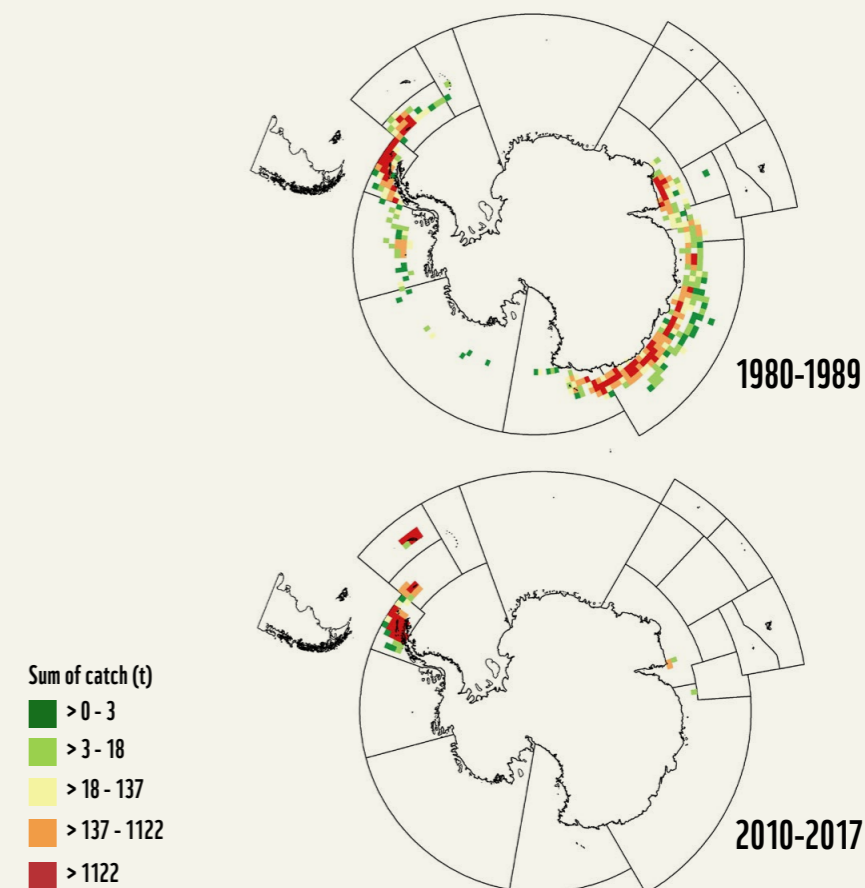 1980-1989
2010-2017
Sum of catch (t)
> 0 - 3
> 3 - 18
> 18 - 137
> 137 - 1122
> 1122